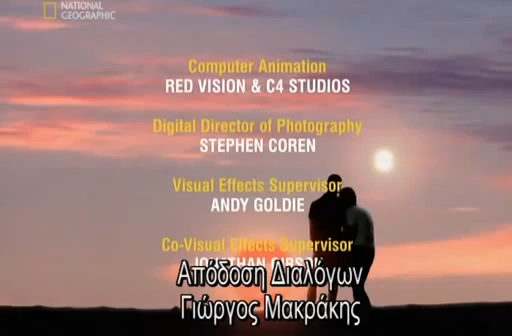 NATIONAL
GEOGRAPHIC
Computer Animation
RED VISION & C4 STUDIOS
Digital Director of Photography
STEPHEN COREN
Visual Effects Supervisor
ANDY GOLDIE
Co-Visual Effects Supervisor
Απόδοση Διαλόγων
Γιώργος Μακράκης